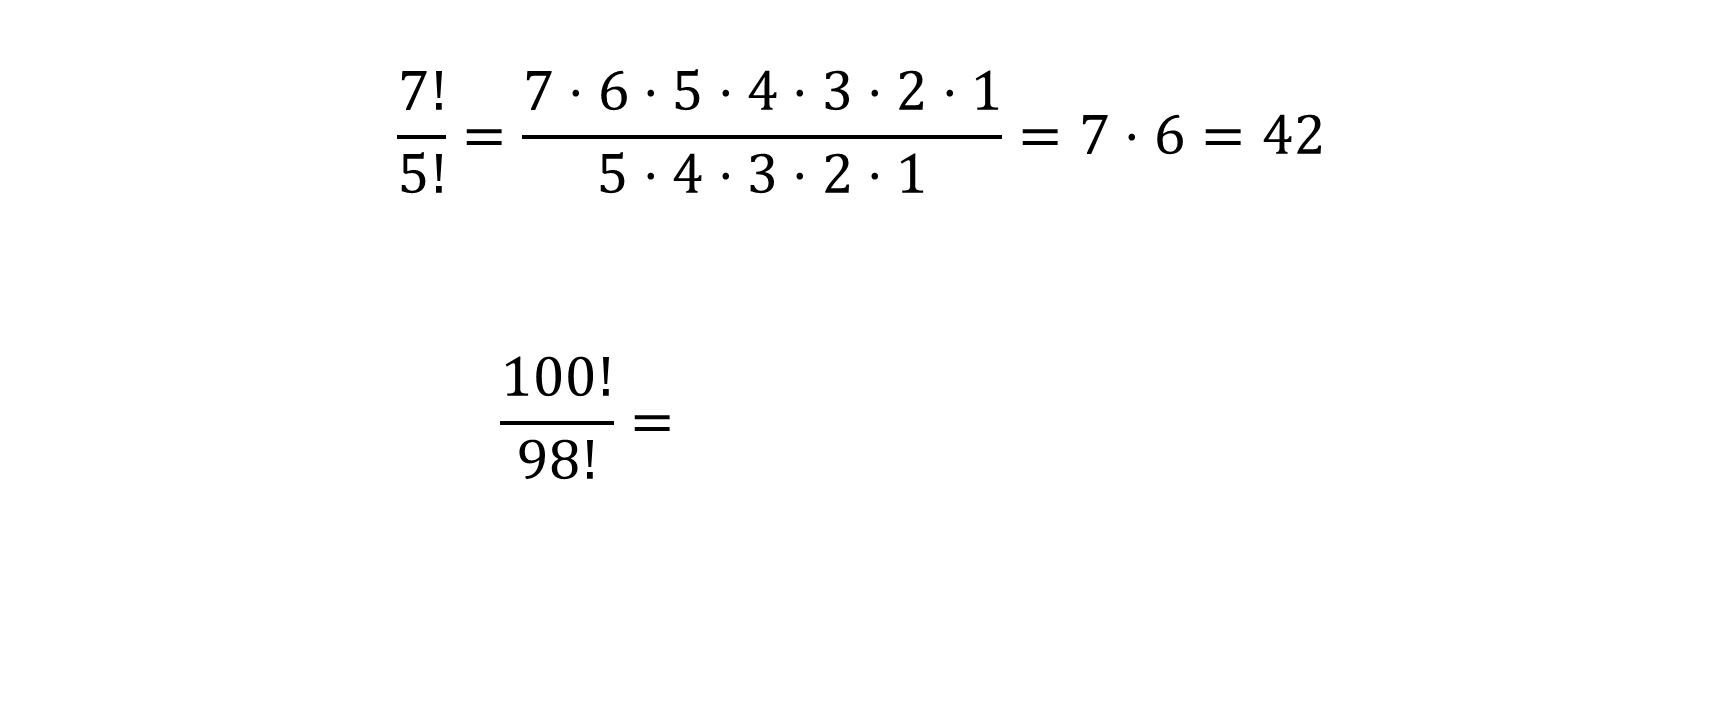 7!/5! = (7 · 6 · 5 · 4 · 3 · 2 · 1)/(5 · 4 · 3 · 2 · 1) = 7 · 6 = 42
100!/98! =